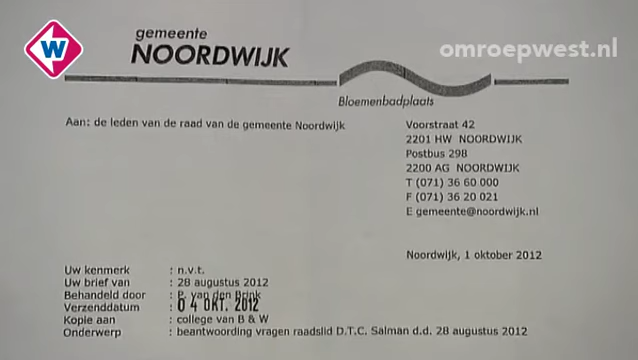 W
omroepwest.nl
gemeente
NOORDWIJK
Bloemenbadplaats
Aan: de leden van de raad van de gemeente Noordwijk
Voorstraat 42
2201 HW NOORDWIJK
Postbus 298
2200 AG NOORDWIJK
T (071) 36 60 000
F (071) 36 20 021
E gemeente@noordwijk.nl
Noordwijk, 1 oktober 2012
Uw kenmerk : n.v.t.
Uw brief van : 28 augustus 2012
Behandeld door : P. van den Brink
Verzenddatum : 04 OKT. 2012
Kopie aan : college van B & W
Onderwerp : beantwoording vragen raadslid D.T.C. Salman d.d. 28 augustus 2012